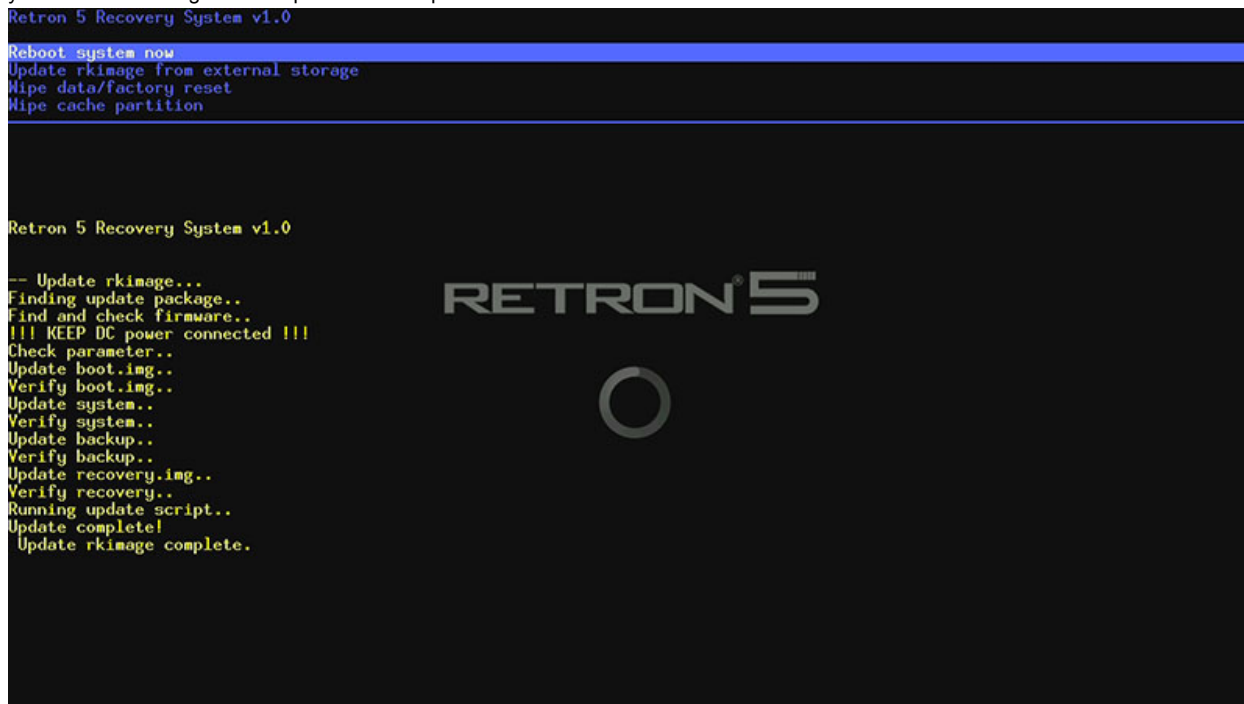 Retron 5 Recovery System v1.0
Reboot system now
Update rkimage from external storage
Wipe data/factory reset
Wipe cache partition
Retron 5 Recovery System v1.0
-- Update rkimage...
Finding update package..
Find and check firmware..
!!! KEEP DC power connected !!!
Check parameter..
Update boot.img..
Verify boot.img..
Update system..
Verify system..
Update backup..
Verify backup..
Update recovery.img..
Verify recovery..
Running update script..
Update complete!
Update rkimage complete.
RETRON®5